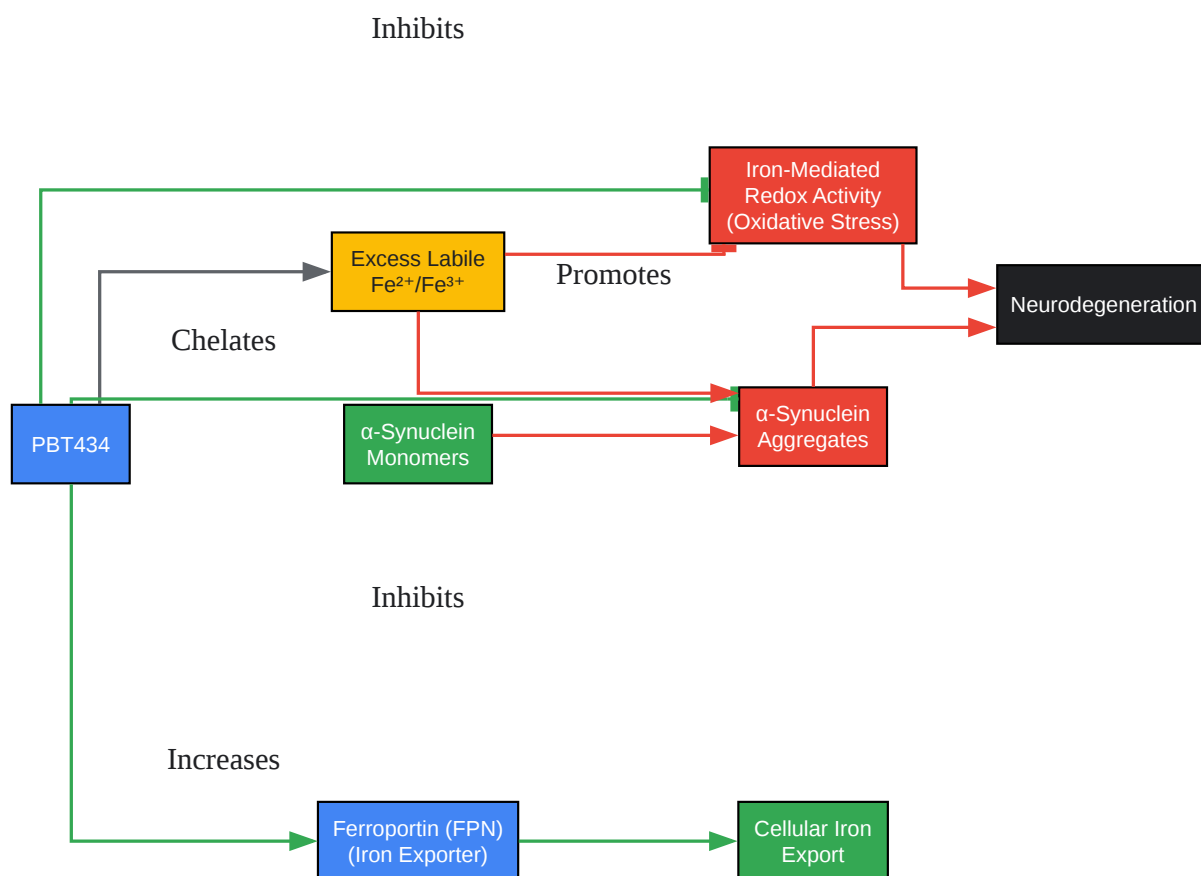 Inhibits
Iron-Mediated
Redox Activity
(Oxidative Stress)
Excess Labile
Fe²⁺/Fe³⁺
Promotes
Neurodegeneration
Chelates
PBT434
α-Synuclein
Monomers
α-Synuclein
Aggregates
Inhibits
Increases
Ferroportin (FPN)
(Iron Exporter)
Cellular Iron
Export